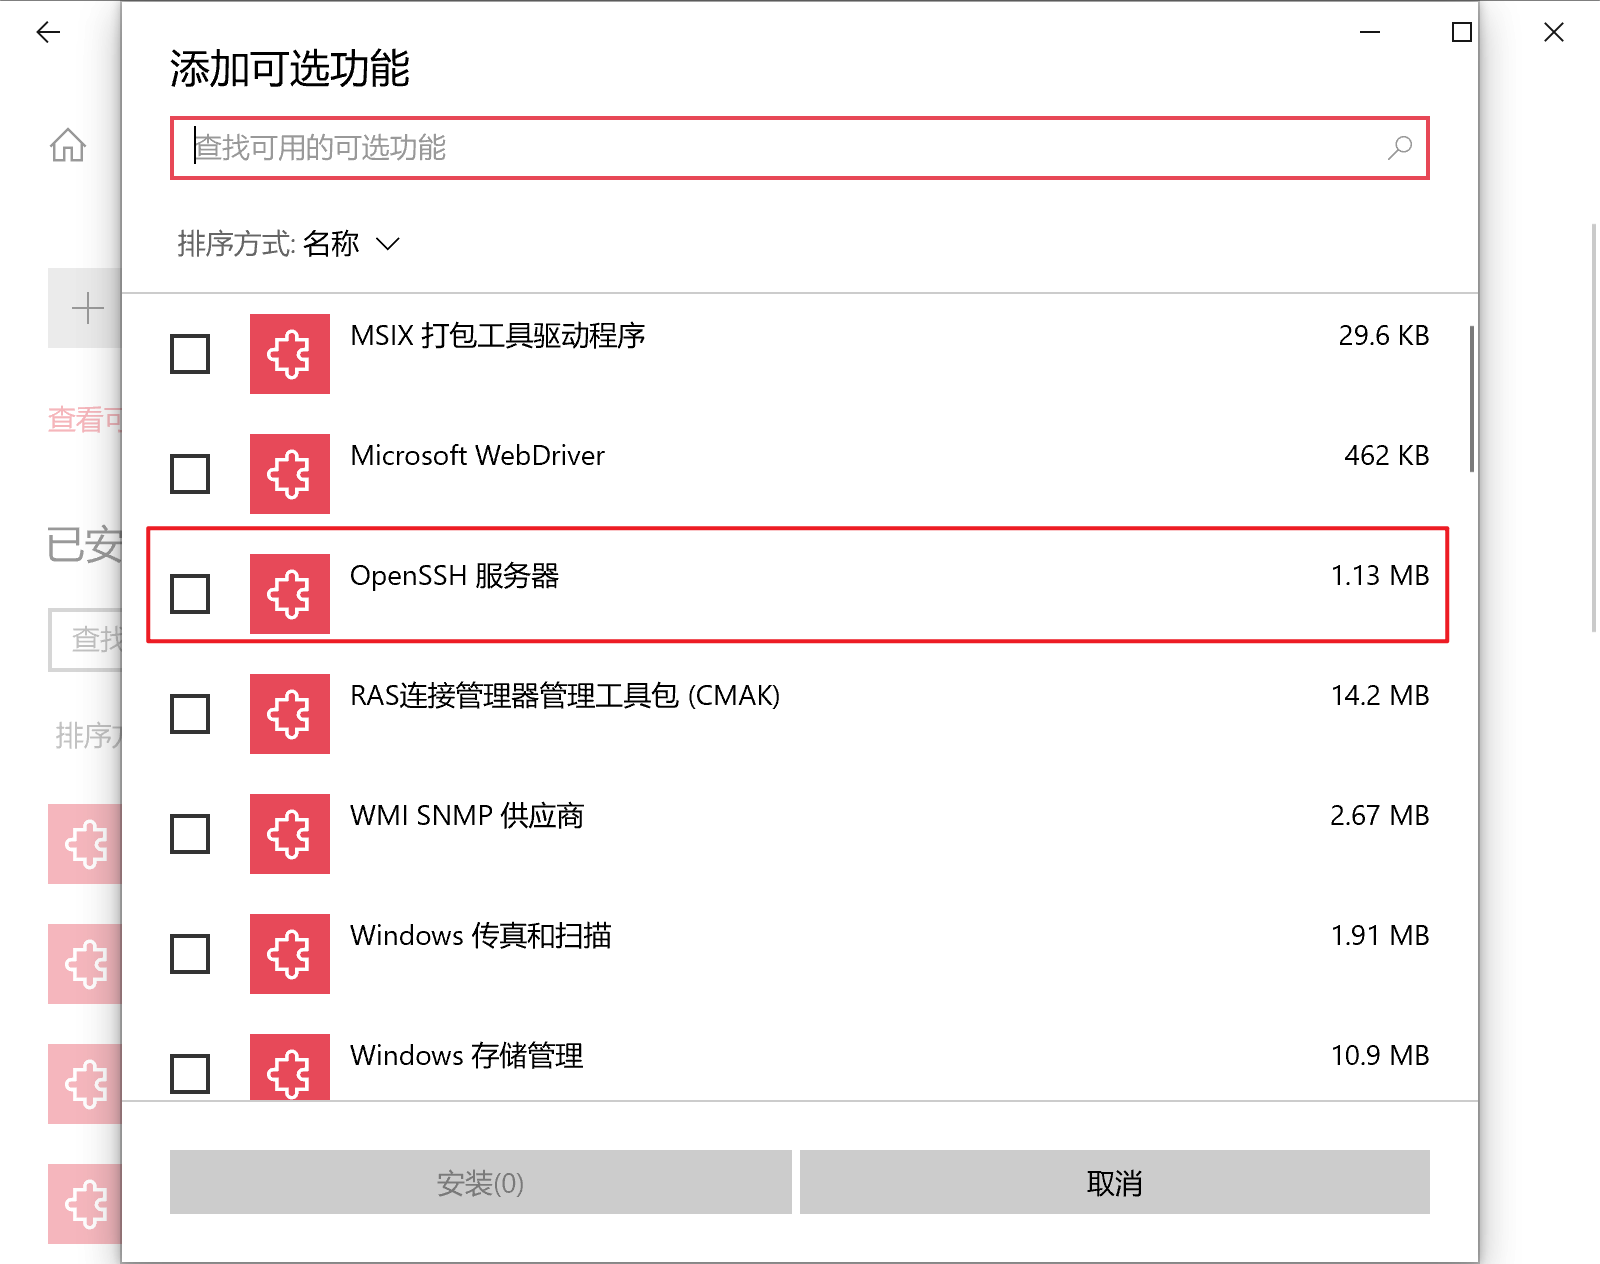 添加可选功能
查找可用的可选功能
排序方式: 名称
MSIX 打包工具驱动程序 29.6 KB
Microsoft WebDriver 462 KB
OpenSSH 服务器 1.13 MB
RAS连接管理器管理工具包 (CMAK) 14.2 MB
WMI SNMP 供应商 2.67 MB
Windows 传真和扫描 1.91 MB
Windows 存储管理 10.9 MB
安装(0) 取消
查看可
已安
查找
排序方